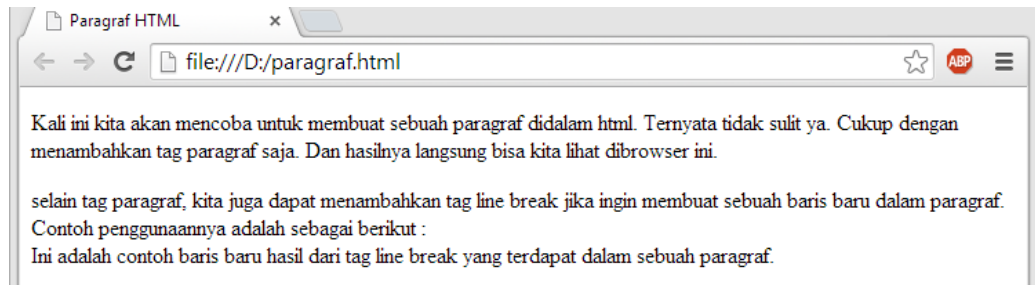 Paragraf HTML
file:///D:/paragraf.html
ABP
Kali ini kita akan mencoba untuk membuat sebuah paragraf didalam html. Ternyata tidak sulit ya. Cukup dengan
menambahkan tag paragraf saja. Dan hasilnya langsung bisa kita lihat dibrowser ini.
selain tag paragraf, kita juga dapat menambahkan tag line break jika ingin membuat sebuah baris baru dalam paragraf.
Contoh penggunaannya adalah sebagai berikut :
Ini adalah contoh baris baru hasil dari tag line break yang terdapat dalam sebuah paragraf.